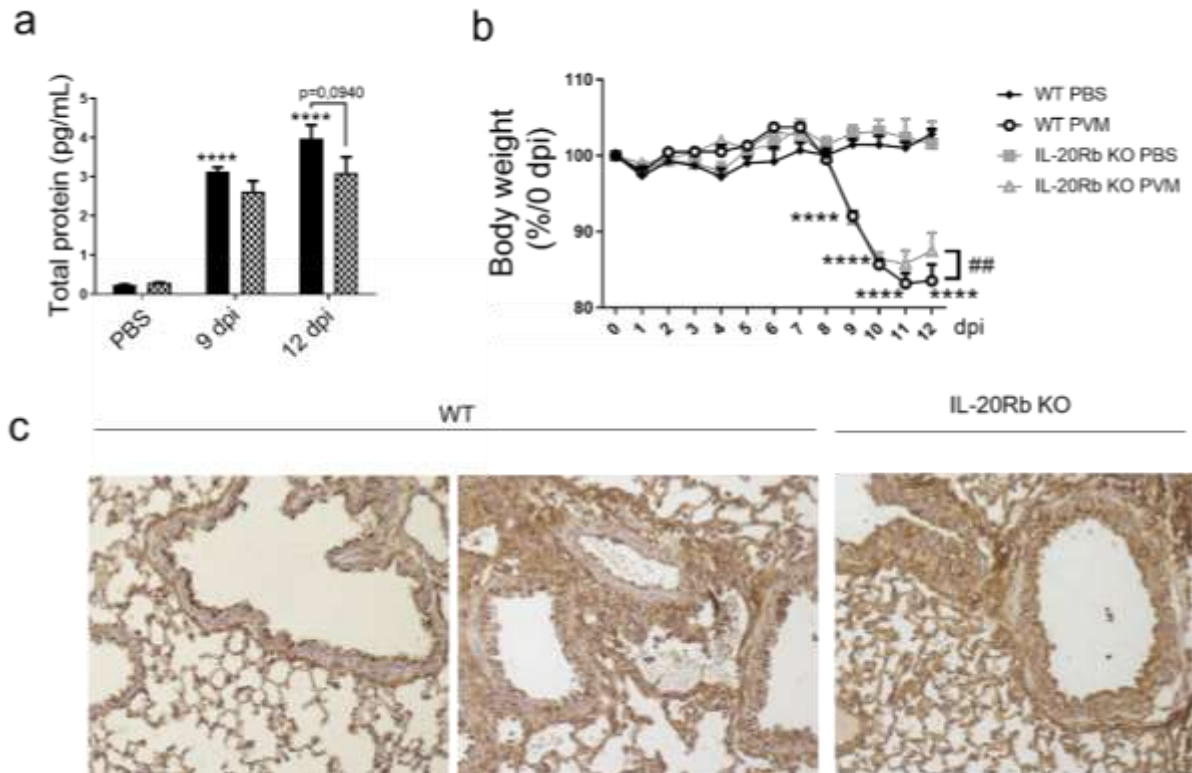 a
Total protein (pg/mL)
5
4
3
2
1
0
****
****
p=0,0940
PBS
9 dpi
12 dpi
b
Body weight
(%/0 dpi)
110
100
90
80
****
****
****
****
##
0 1 2 3 4 5 6 7 8 9 10 11 12 dpi
WT PBS
WT PVM
IL-20Rb KO PBS
IL-20Rb KO PVM
c
WT
IL-20Rb KO